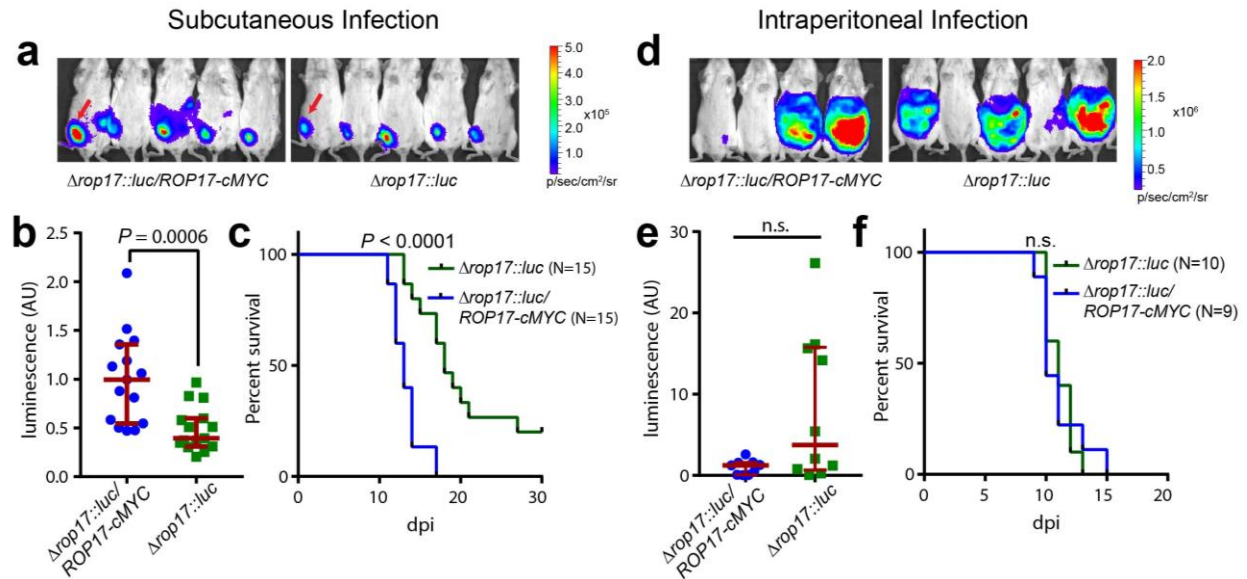 Subcutaneous Infection
Intraperitoneal Infection
a
5.0
4.0
3.0
2.0
1.0
x10⁵
p/sec/cm²/sr
Δrop17::luc/ROP17-cMYC
Δrop17::luc
d
2.0
1.5
1.0
0.5
x10⁶
p/sec/cm²/sr
Δrop17::luc/ROP17-cMYC
Δrop17::luc
b
P = 0.0006
luminescence (AU)
2.5
2.0
1.5
1.0
0.5
0.0
Δrop17::luc/
ROP17-cMYC
Δrop17::luc
c
P < 0.0001
Δrop17::luc (N=15)
Δrop17::luc/
ROP17-cMYC (N=15)
Percent survival
100
50
0
0 10 20 30
dpi
e
n.s.
luminescence (AU)
30
20
10
0
Δrop17::luc/
ROP17-cMYC
Δrop17::luc
f
n.s.
Δrop17::luc (N=10)
Δrop17::luc/
ROP17-cMYC (N=9)
Percent survival
100
50
0
0 5 10 15 20
dpi